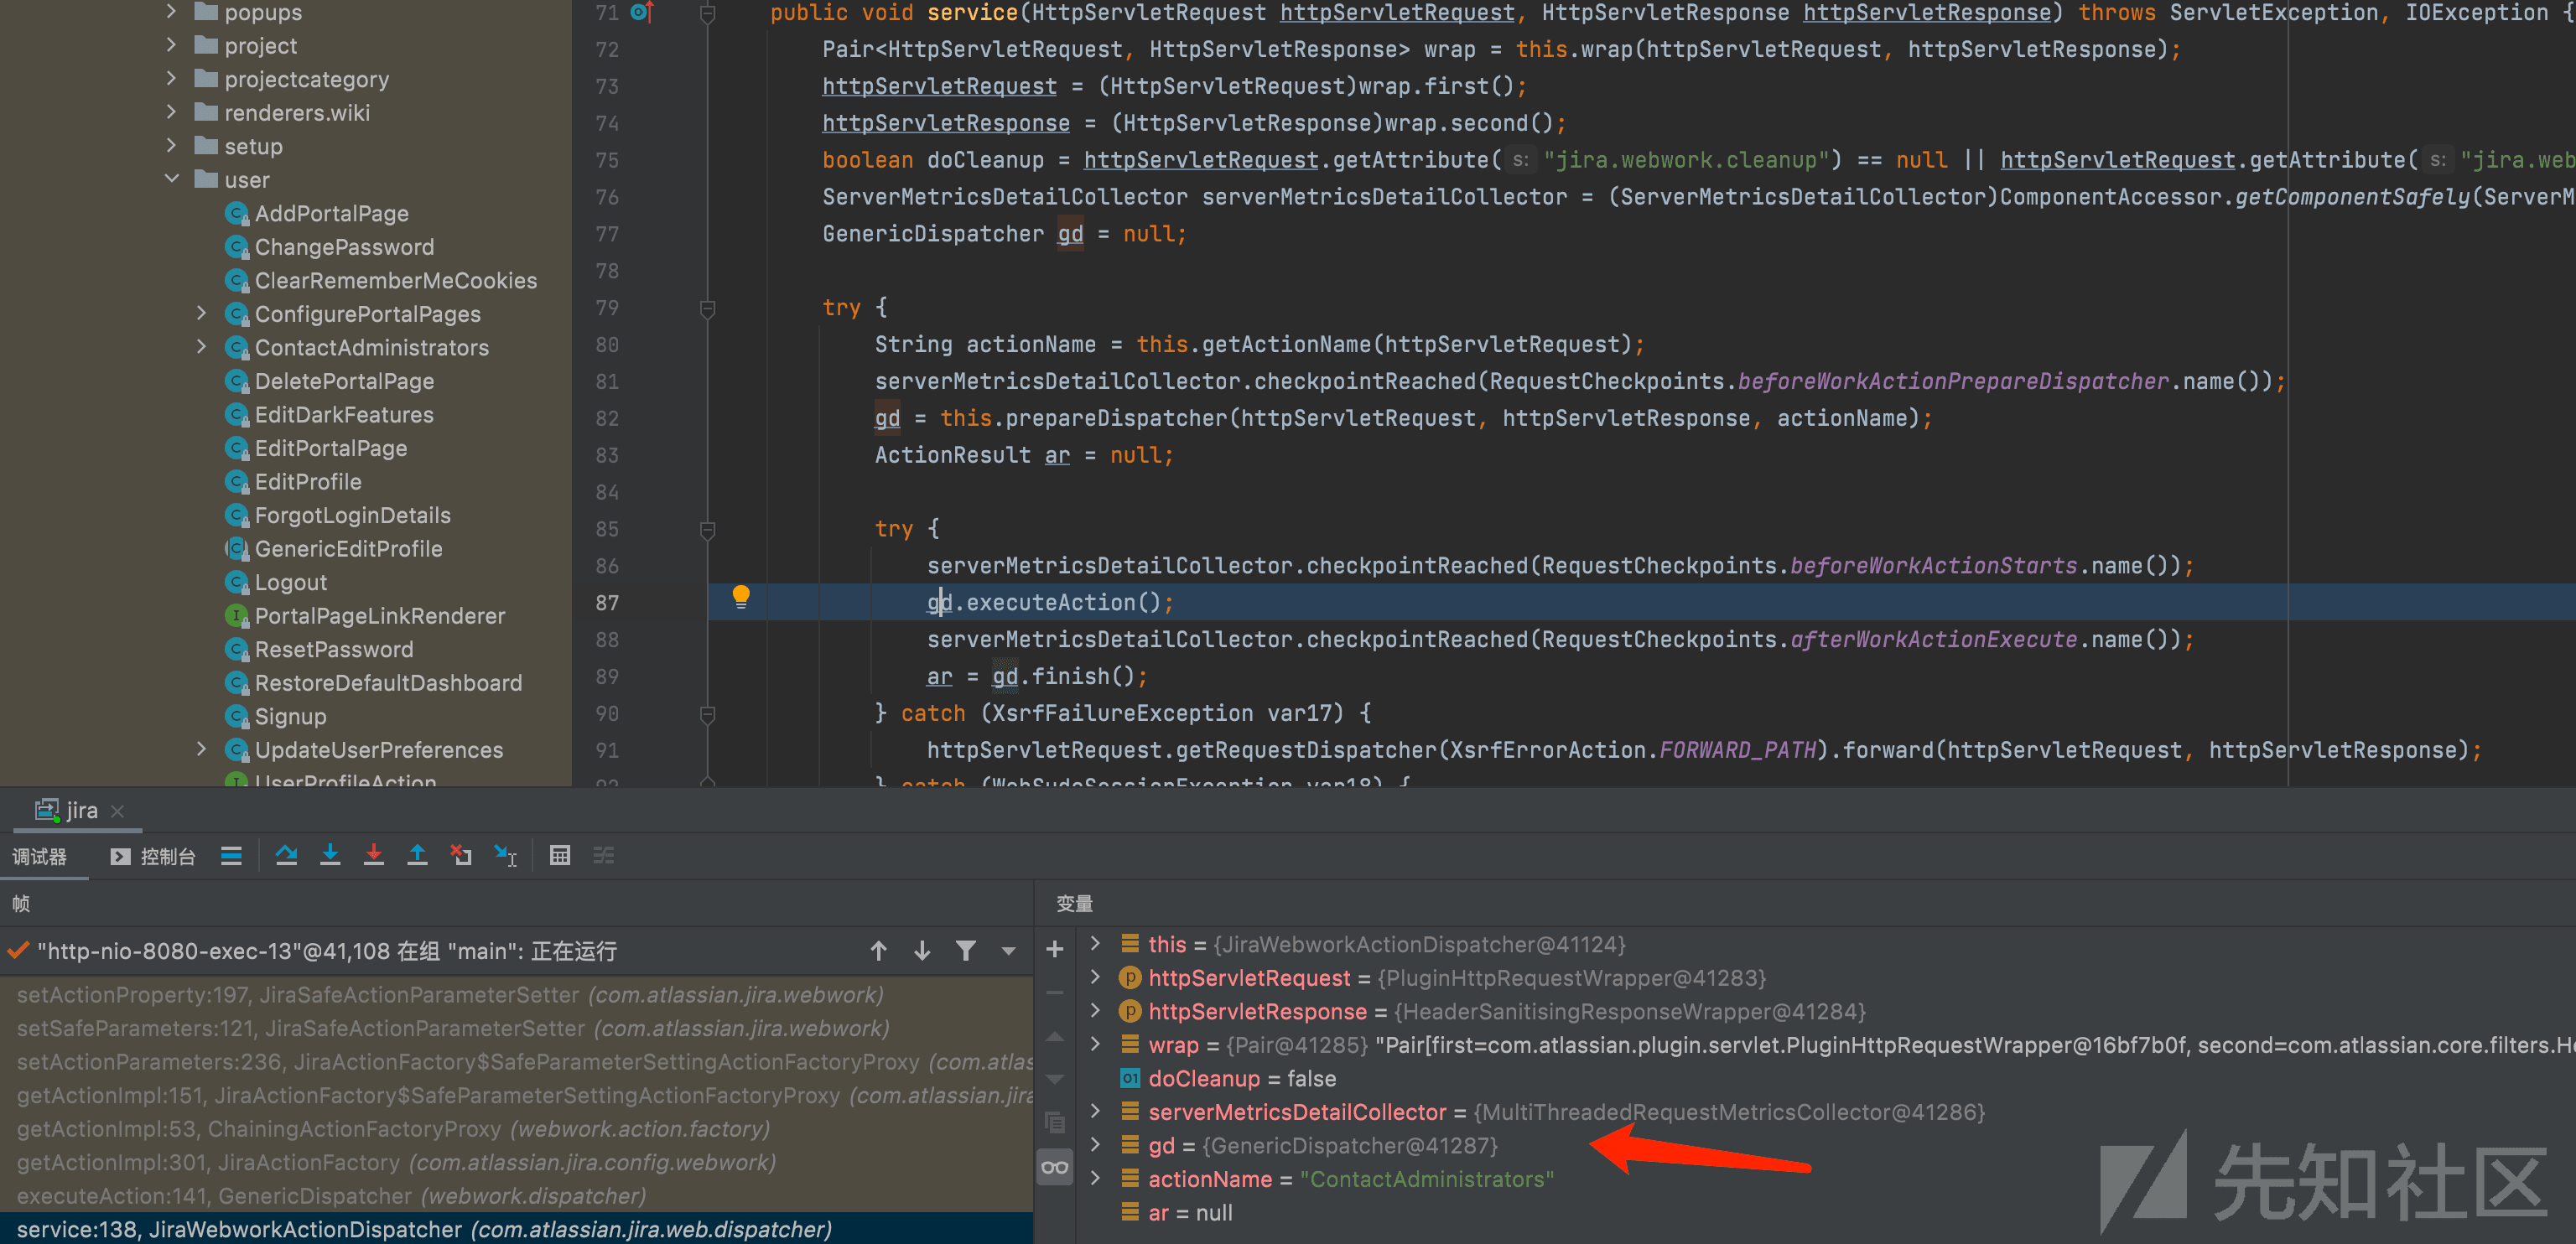 popups
project
projectcategory
renderers.wiki
setup
user
AddPortalPage
ChangePassword
ClearRememberMeCookies
ConfigurePortalPages
ContactAdministrators
DeletePortalPage
EditDarkFeatures
EditPortalPage
EditProfile
ForgotLoginDetails
GenericEditProfile
Logout
PortalPageLinkRenderer
ResetPassword
RestoreDefaultDashboard
Signup
UpdateUserPreferences
UserProfileAction
71 public void service(HttpServletRequest httpServletRequest, HttpServletResponse httpServletResponse) throws ServletException, IOException {
72 Pair<HttpServletRequest, HttpServletResponse> wrap = this.wrap(httpServletRequest, httpServletResponse);
73 httpServletRequest = (HttpServletRequest)wrap.first();
74 httpServletResponse = (HttpServletResponse)wrap.second();
75 boolean doCleanup = httpServletRequest.getAttribute( s: "jira.webwork.cleanup") == null || httpServletRequest.getAttribute( s: "jira.web
76 ServerMetricsDetailCollector serverMetricsDetailCollector = (ServerMetricsDetailCollector)ComponentAccessor.getComponentSafely(ServerM
77 GenericDispatcher gd = null;
78
79 try {
80 String actionName = this.getActionName(httpServletRequest);
81 serverMetricsDetailCollector.checkpointReached(RequestCheckpoints.beforeWorkActionPrepareDispatcher.name());
82 gd = this.prepareDispatcher(httpServletRequest, httpServletResponse, actionName);
83 ActionResult ar = null;
84
85 try {
86 serverMetricsDetailCollector.checkpointReached(RequestCheckpoints.beforeWorkActionStarts.name());
87 gd.executeAction();
88 serverMetricsDetailCollector.checkpointReached(RequestCheckpoints.afterWorkActionExecute.name());
89 ar = gd.finish();
90 } catch (XsrfFailureException var17) {
91 httpServletRequest.getRequestDispatcher(XsrfErrorAction.FORWARD_PATH).forward(httpServletRequest, httpServletResponse);
92 } catch (WebSudoSessionException var18) {
jira
调试器 控制台
帧
"http-nio-8080-exec-13"@41,108 在组 "main": 正在运行
setActionProperty:197, JiraSafeActionParameterSetter (com.atlassian.jira.webwork)
setSafeParameters:121, JiraSafeActionParameterSetter (com.atlassian.jira.webwork)
setActionParameters:236, JiraActionFactory$SafeParameterSettingActionFactoryProxy (com.atlass
getActionImpl:151, JiraActionFactory$SafeParameterSettingActionFactoryProxy (com.atlassian.jira
getActionImpl:53, ChainingActionFactoryProxy (webwork.action.factory)
getActionImpl:301, JiraActionFactory (com.atlassian.jira.config.webwork)
executeAction:141, GenericDispatcher (webwork.dispatcher)
service:138, JiraWebworkActionDispatcher (com.atlassian.jira.web.dispatcher)
变量
this = {JiraWebworkActionDispatcher@41124}
httpServletRequest = {PluginHttpRequestWrapper@41283}
httpServletResponse = {HeaderSanitisingResponseWrapper@41284}
wrap = {Pair@41285} "Pair[first=com.atlassian.plugin.servlet.PluginHttpRequestWrapper@16bf7b0f, second=com.atlassian.core.filters.He
doCleanup = false
serverMetricsDetailCollector = {MultiThreadedRequestMetricsCollector@41286}
gd = {GenericDispatcher@41287}
actionName = "ContactAdministrators"
ar = null
先知社区